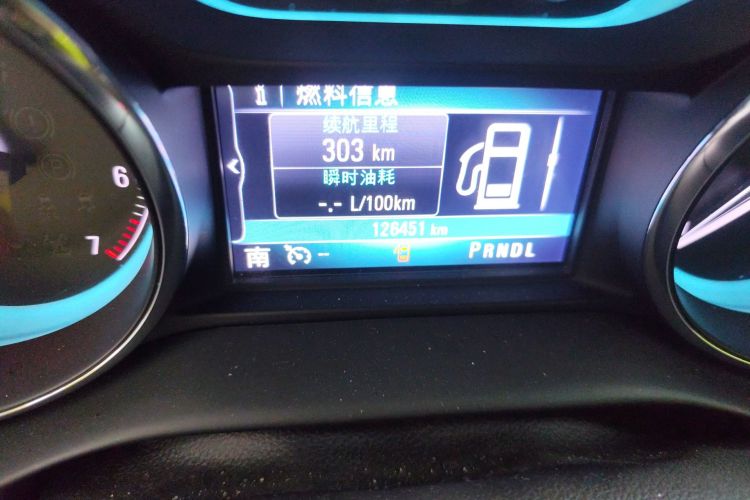 燃料信息
续航里程
303 km
瞬时油耗
-.- L/100km
126451 km
南 --
PRNDL
6
7